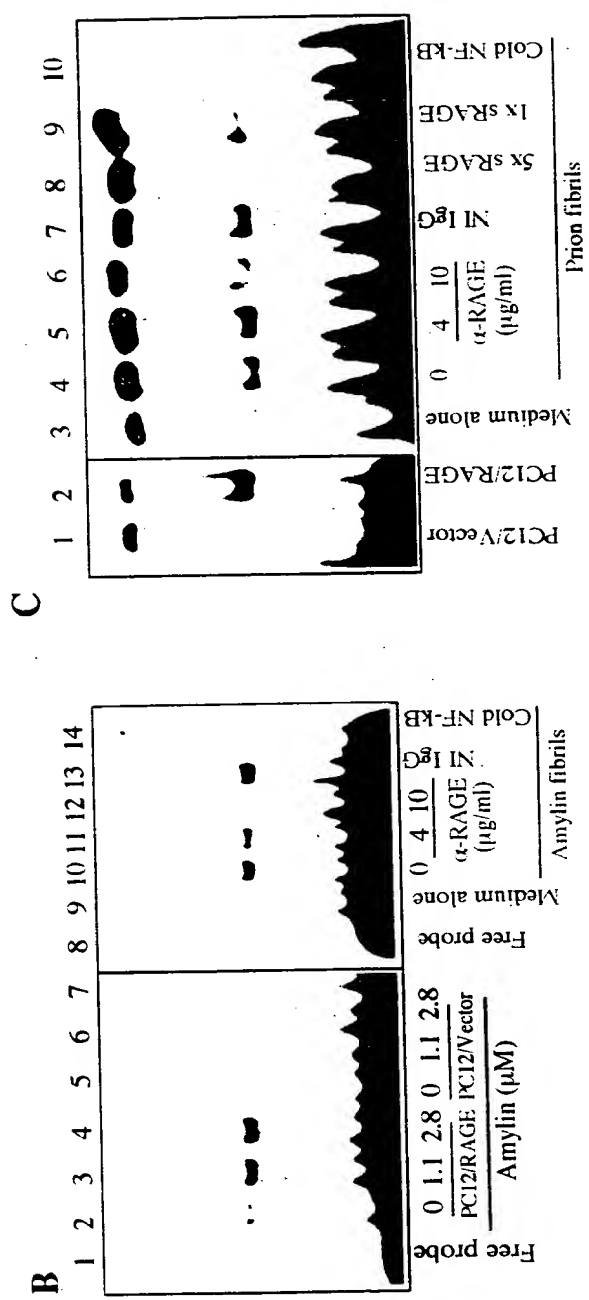 B
1 2 3 4 5 6 7 8 9 10 11 12 13 14
Free probe
0 1.1 2.8 0 1.1 2.8
PC12/RAGE PC12/Vector
Amylin (μM)
Free probe
Medium alone
0 4 10
α-RAGE
(μg/ml)
NI IgG
Cold NF-kB
Amylin fibrils
C
1 2 3 4 5 6 7 8 9 10
PC12/Vector
PC12/RAGE
Medium alone
0 4 10
α-RAGE
(μg/ml)
NI IgG
5x sRAGE
1x sRAGE
Cold NF-kB
Prion fibrils